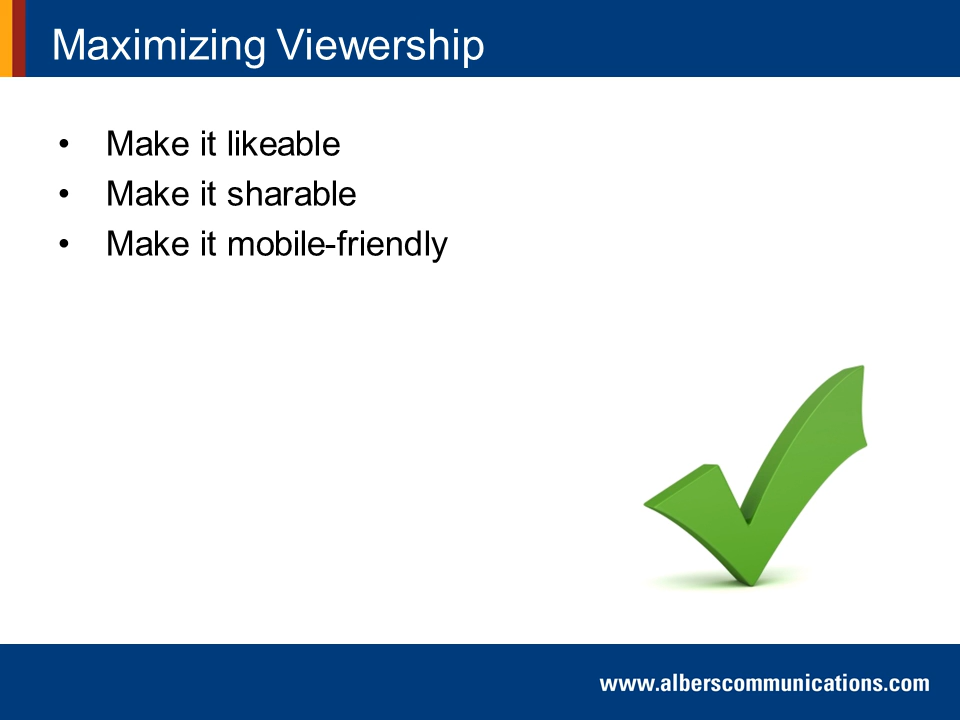 Maximizing Viewership
• Make it likeable
• Make it sharable
• Make it mobile-friendly
www.alberscommunications.com